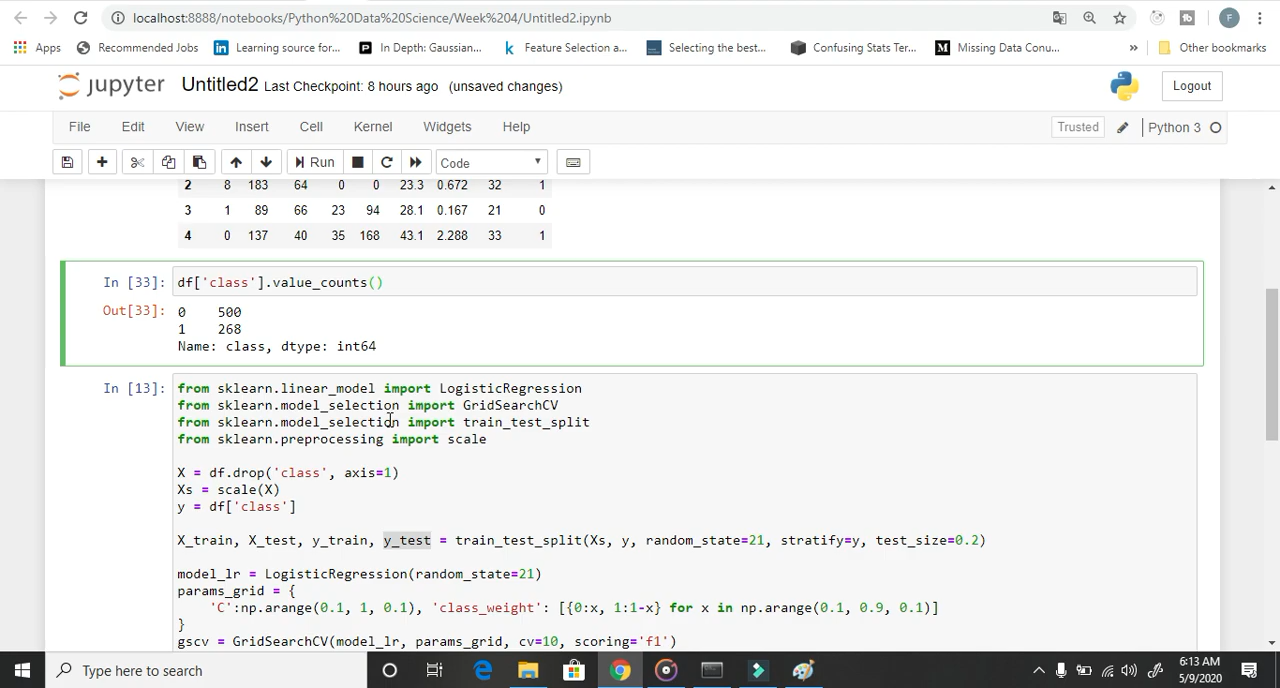 localhost:8888/notebooks/Python%20Data%20Science/Week%204/Untitled2.ipynb
F
Apps Recommended Jobs Learning source for... In Depth: Gaussian... Feature Selection a... Selecting the best... Confusing Stats Ter... Missing Data Conu... » Other bookmarks
jupyter Untitled2 Last Checkpoint: 8 hours ago (unsaved changes) Logout
File Edit View Insert Cell Kernel Widgets Help Trusted Python 3
Run Code
2 8 183 64 0 0 23.3 0.672 32 1
3 1 89 66 23 94 28.1 0.167 21 0
4 0 137 40 35 168 43.1 2.288 33 1
In [33]: df['class'].value_counts()
Out[33]: 0 500
1 268
Name: class, dtype: int64
In [13]: from sklearn.linear_model import LogisticRegression
from sklearn.model_selection import GridSearchCV
from sklearn.model_selection import train_test_split
from sklearn.preprocessing import scale
X = df.drop('class', axis=1)
Xs = scale(X)
y = df['class']
X_train, X_test, y_train, y_test = train_test_split(Xs, y, random_state=21, stratify=y, test_size=0.2)
model_lr = LogisticRegression(random_state=21)
params_grid = {
'C':np.arange(0.1, 1, 0.1), 'class_weight': [{0:x, 1:1-x} for x in np.arange(0.1, 0.9, 0.1)]
}
gscv = GridSearchCV(model_lr, params_grid, cv=10, scoring='f1')
Type here to search
6:13 AM
5/9/2020